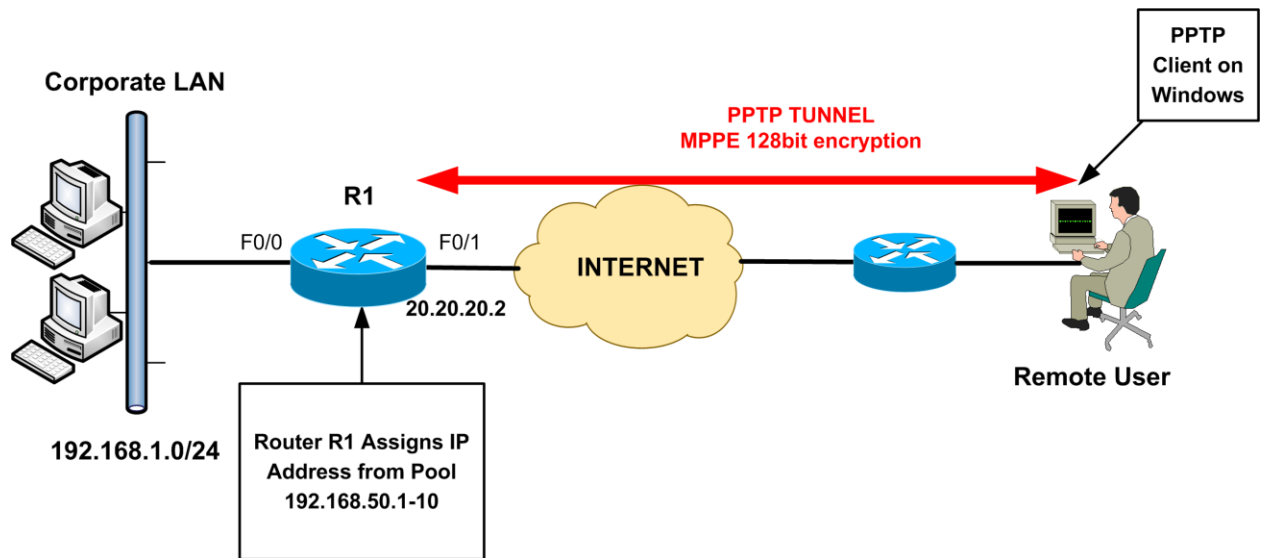 PPTP
Client on
Windows
Corporate LAN
PPTP TUNNEL
MPPE 128bit encryption
R1
F0/0
F0/1
INTERNET
20.20.20.2
Remote User
192.168.1.0/24
Router R1 Assigns IP
Address from Pool
192.168.50.1-10